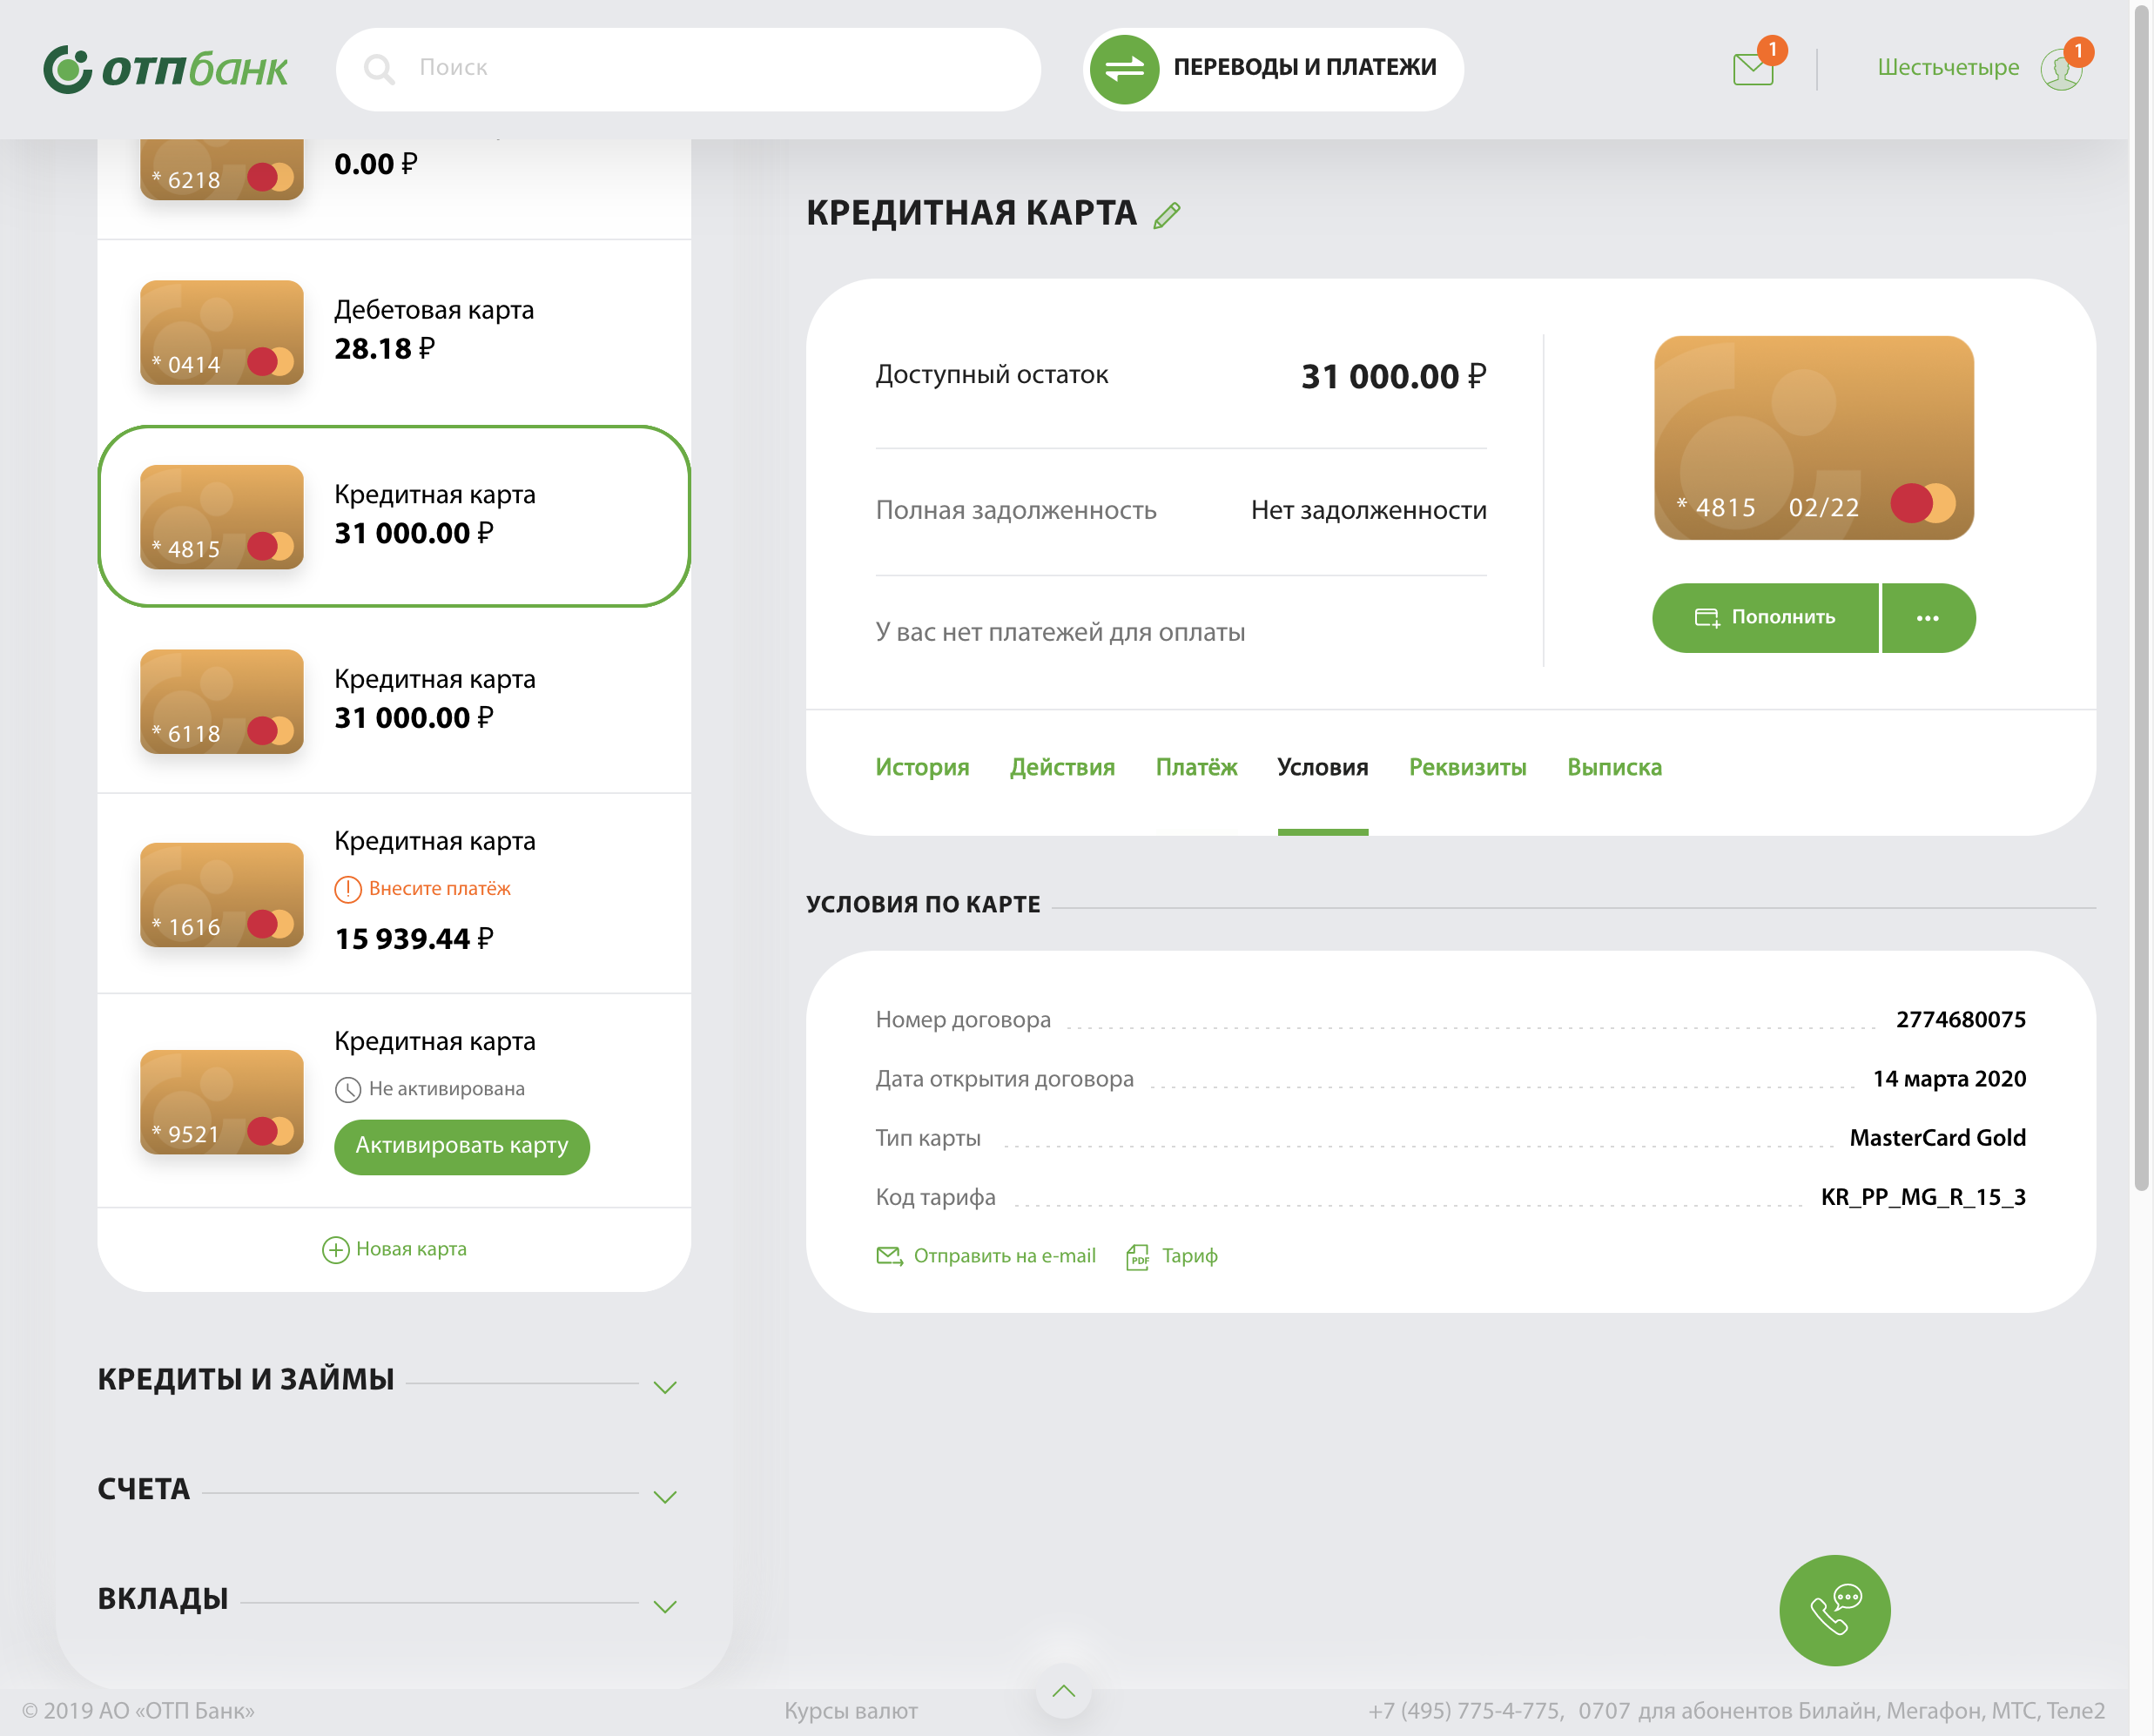 ОТПбанк
Поиск
ПЕРЕВОДЫ И ПЛАТЕЖИ
1
Шестьчетыре
1
* 6218
0.00 ₽
* 0414
Дебетовая карта
28.18 ₽
* 4815
Кредитная карта
31 000.00 ₽
* 6118
Кредитная карта
31 000.00 ₽
* 1616
Кредитная карта
Внесите платёж
15 939.44 ₽
* 9521
Кредитная карта
Не активирована
Активировать карту
Новая карта
КРЕДИТЫ И ЗАЙМЫ
СЧЕТА
ВКЛАДЫ
КРЕДИТНАЯ КАРТА
Доступный остаток 31 000.00 ₽
Полная задолженность Нет задолженности
У вас нет платежей для оплаты
* 4815 02/22
Пополнить
История Действия Платёж Условия Реквизиты Выписка
УСЛОВИЯ ПО КАРТЕ
Номер договора 2774680075
Дата открытия договора 14 марта 2020
Тип карты MasterCard Gold
Код тарифа KR_PP_MG_R_15_3
Отправить на e-mail PDF Тариф
© 2019 АО «ОТП Банк» Курсы валют +7 (495) 775-4-775, 0707 для абонентов Билайн, Мегафон, МТС, Теле2